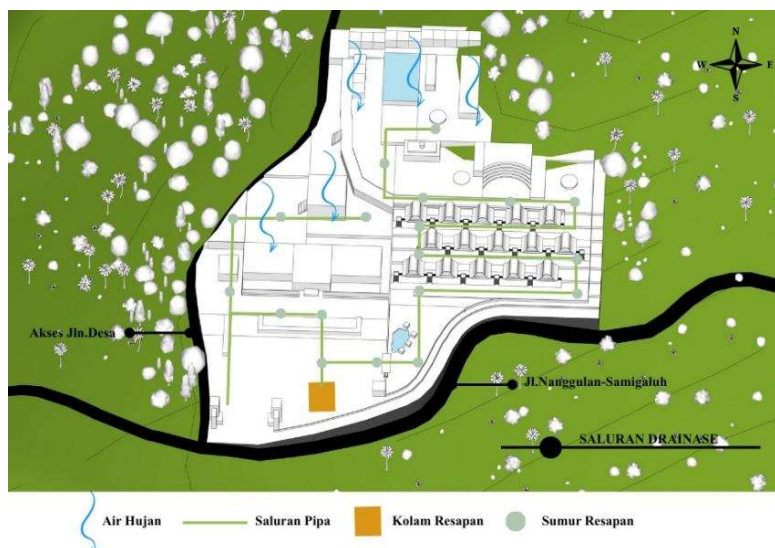 N
W E
S
Akses Jln.Desa
Jl.Nanggulan-Samigaluh
SALURAN DRAINASE
Air Hujan
Saluran Pipa
Kolam Resapan
Sumur Resapan